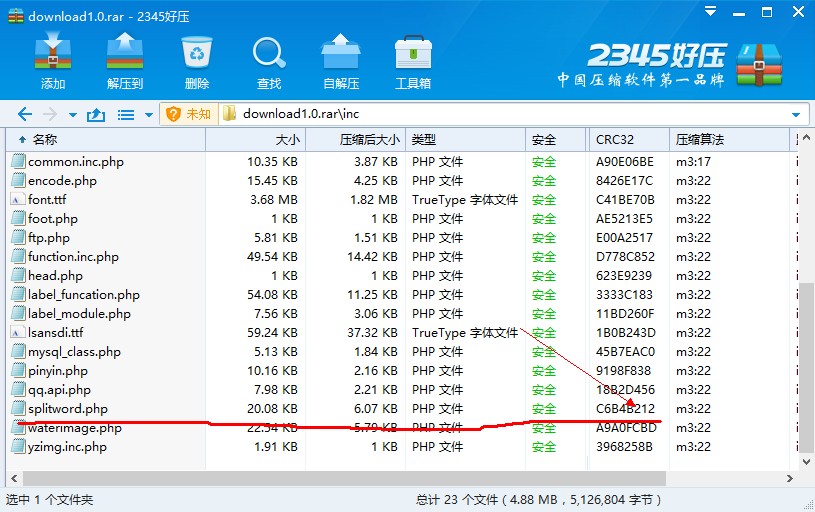 download1.0.rar - 2345好压
添加 解压到 删除 查找 自解压 工具箱
2345好压
中国压缩软件第一品牌
未知 download1.0.rar\inc
名称 大小 压缩后大小 类型 安全 CRC32 压缩算法
common.inc.php 10.35 KB 3.87 KB PHP 文件 安全 A90E06BE m3:17
encode.php 15.45 KB 4.25 KB PHP 文件 安全 8426E17C m3:22
font.ttf 3.68 MB 1.82 MB TrueType 字体文件 安全 C41BE70B m3:22
foot.php 1 KB 1 KB PHP 文件 安全 AE5213E5 m3:22
ftp.php 5.81 KB 1.51 KB PHP 文件 安全 E00A2517 m3:22
function.inc.php 49.54 KB 14.42 KB PHP 文件 安全 D778C852 m3:22
head.php 1 KB 1 KB PHP 文件 安全 623E9239 m3:22
label_funcation.php 54.08 KB 11.25 KB PHP 文件 安全 3333C183 m3:22
label_module.php 7.56 KB 3.06 KB PHP 文件 安全 11BD260F m3:22
lsansdi.ttf 59.24 KB 37.32 KB TrueType 字体文件 安全 1B0B243D m3:22
mysql_class.php 5.13 KB 1.84 KB PHP 文件 安全 45B7EAC0 m3:22
pinyin.php 10.16 KB 2.16 KB PHP 文件 安全 9198F838 m3:22
qq.api.php 7.98 KB 2.21 KB PHP 文件 安全 18B2D456 m3:22
splitword.php 20.08 KB 6.07 KB PHP 文件 安全 C6B4B212 m3:22
waterimage.php 22.54 KB 5.79 KB PHP 文件 安全 A9A0FCBD m3:22
yzimg.inc.php 1.91 KB 1 KB PHP 文件 安全 3968258B m3:22
选中 1 个文件夹 总计 23 个文件（4.88 MB，5,126,804 字节）